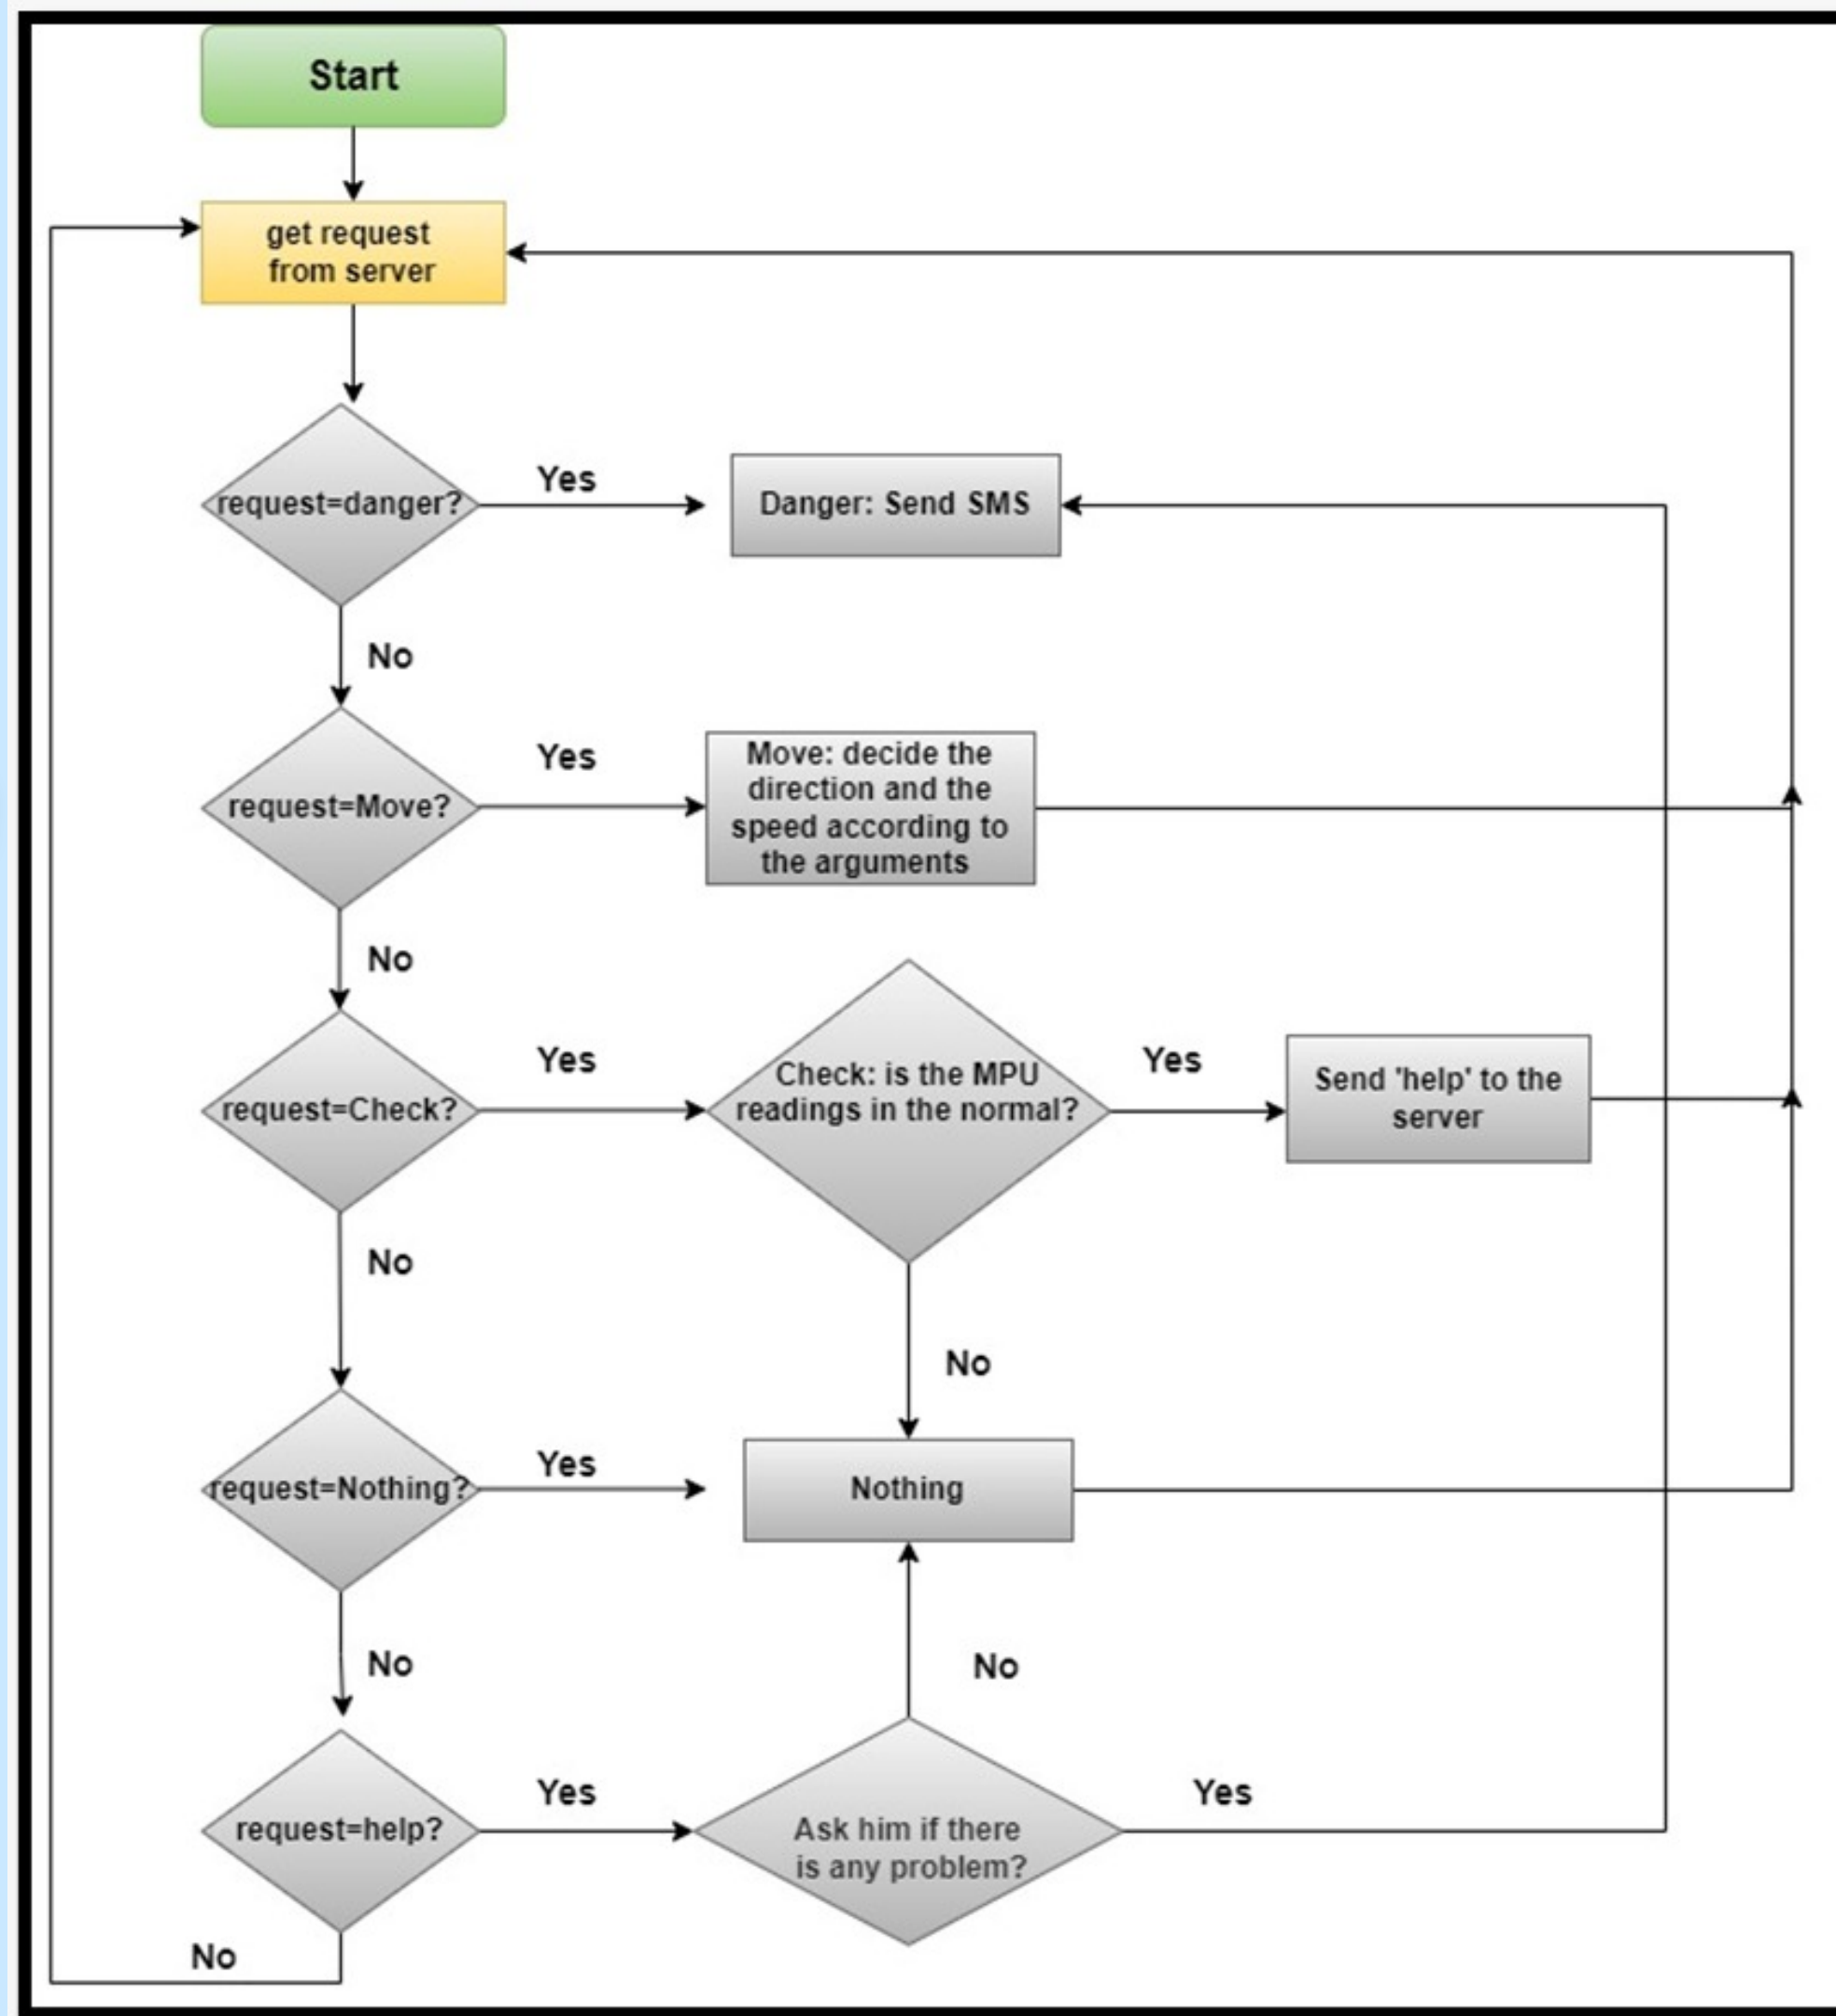 Start
get request
from server
request=danger?
Yes
Danger: Send SMS
No
request=Move?
Yes
Move: decide the
direction and the
speed according to
the arguments
No
request=Check?
Yes
Check: is the MPU
readings in the normal?
Yes
Send 'help' to the
server
No
No
request=Nothing?
Yes
Nothing
No
No
request=help?
Yes
Ask him if there
is any problem?
Yes
No